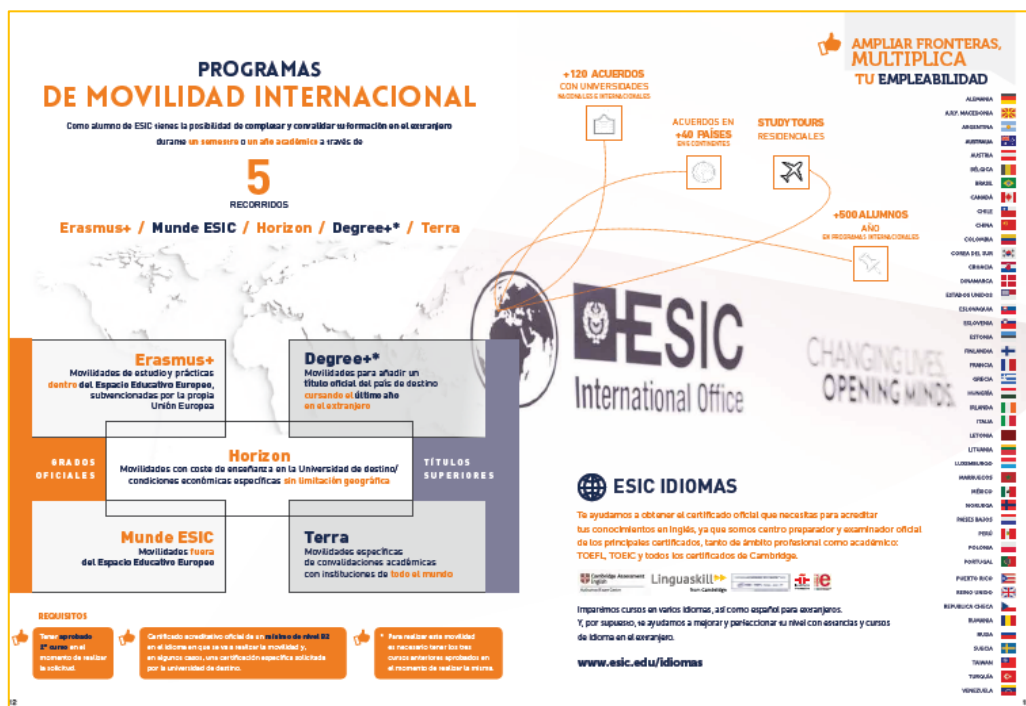 PROGRAMAS
DE MOVILIDAD INTERNACIONAL
Como alumno de ESIC tienes la posibilidad de completar y convalidar tu formación en el extranjero
durante un semestre o un año académico a través de
5
RECORRIDOS
Erasmus+ / Munde ESIC / Horizon / Degree+* / Terra
Erasmus+
Movilidades de estudio y prácticas
dentro del Espacio Educativo Europeo,
subvencionadas por la propia
Unión Europea
Degree+*
Movilidades para añadir un
título oficial del país de destino
cursando el último año
en el extranjero
GRADOS
OFICIALES
Horizon
Movilidades con coste de enseñanza en la Universidad de destino/
condiciones económicas específicas sin limitación geográfica
TÍTULOS
SUPERIORES
Munde ESIC
Movilidades fuera
del Espacio Educativo Europeo
Terra
Movilidades específicas
de convalidaciones académicas
con instituciones de todo el mundo
REQUISITOS
Tener aprobado
2º curso en el
momento de realizar
la solicitud.
Certificado acreditativo oficial de un mínimo de nivel B2
en el idioma en que se va a realizar la movilidad y,
en algunos casos, una certificación específica solicitada
por la universidad de destino.
* Para realizar esta movilidad
es necesario tener los tres
cursos anteriores aprobados en
el momento de realizar la misma.
12
+120 ACUERDOS
CON UNIVERSIDADES
NACIONALES E INTERNACIONALES
ACUERDOS EN
+40 PAÍSES
EN 5 CONTINENTES
STUDY TOURS
RESIDENCIALES
+500 ALUMNOS
AÑO
EN PROGRAMAS INTERNACIONALES
ESIC
International Office
CHANGING LIVES,
OPENING MINDS.
ESIC IDIOMAS
Te ayudamos a obtener el certificado oficial que necesitas para acreditar
tus conocimientos en inglés, ya que somos centro preparador y examinador oficial
de los principales certificados, tanto de ámbito profesional como académico:
TOEFL, TOEIC y todos los certificados de Cambridge.
Cambridge Assessment
English
Linguaskill
from Cambridge
Impartimos cursos en varios idiomas, así como español para extranjeros.
Y, por supuesto, te ayudamos a mejorar y perfeccionar tu nivel con estancias y cursos
de idioma en el extranjero.
www.esic.edu/idiomas
AMPLIAR FRONTERAS,
MULTIPLICA
TU EMPLEABILIDAD
ALEMANIA
A.R.Y. MACEDONIA
ARGENTINA
AUSTRALIA
AUSTRIA
BÉLGICA
BRASIL
CANADÁ
CHILE
CHINA
COLOMBIA
COREA DEL SUR
CROACIA
DINAMARCA
ESTADOS UNIDOS
ESLOVAQUIA
ESLOVENIA
ESTONIA
FINLANDIA
FRANCIA
GRECIA
HUNGRÍA
IRLANDA
ITALIA
LETONIA
LITUANIA
LUXEMBURGO
MARRUECOS
MÉXICO
NORUEGA
PAÍSES BAJOS
PERÚ
POLONIA
PORTUGAL
PUERTO RICO
REINO UNIDO
REPUBLICA CHECA
RUMANIA
RUSIA
SUECIA
TAIWAN
TURQUÍA
VENEZUELA